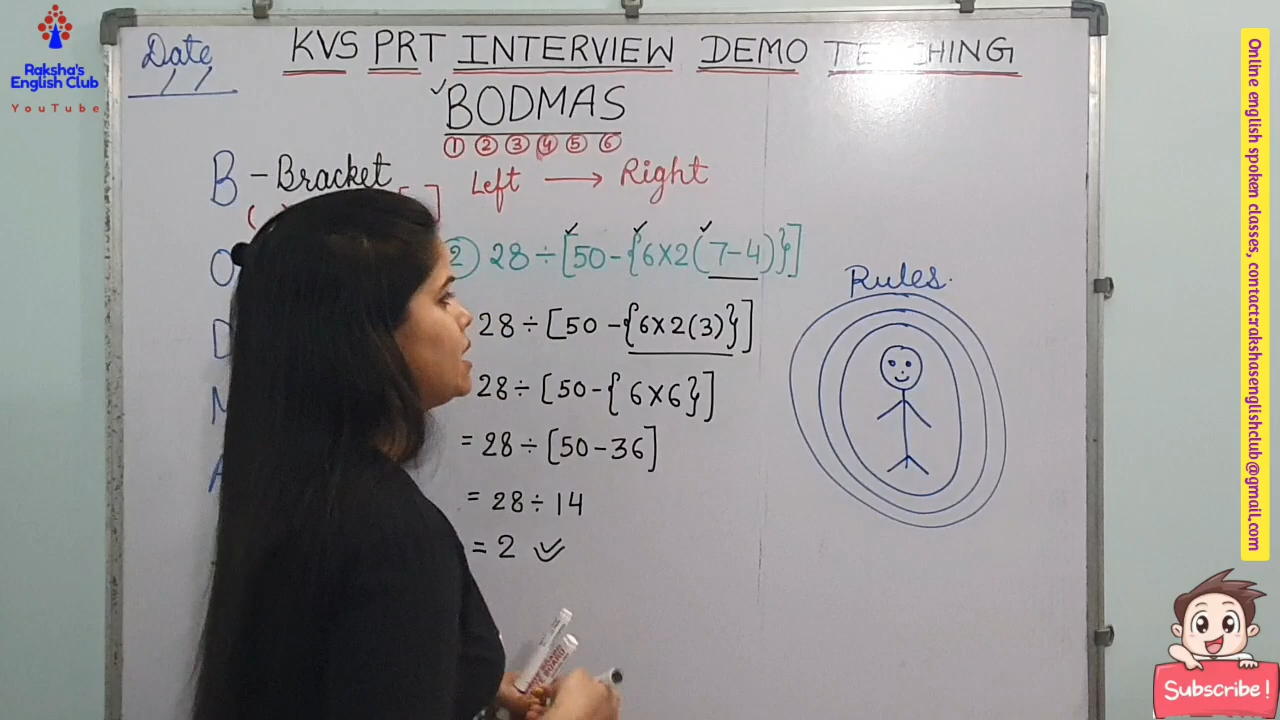 Raksha's
English Club
YouTube
Date
/ /
KVS PRT INTERVIEW DEMO TE CHING
BODMAS
① ② ③ ④ ⑤ ⑥
B - Bracket
Left → Right
(
]
O
② 28 ÷ [50 - {6 × 2 (7 - 4)}]
D
28 ÷ [50 - {6 × 2 (3)}]
M
28 ÷ [50 - { 6 × 6 }]
A
= 28 ÷ [50 - 36]
= 28 ÷ 14
= 2
Rules.
Online english spoken classes, contact:rakshasenglishclub@gmail.com
Subscribe!